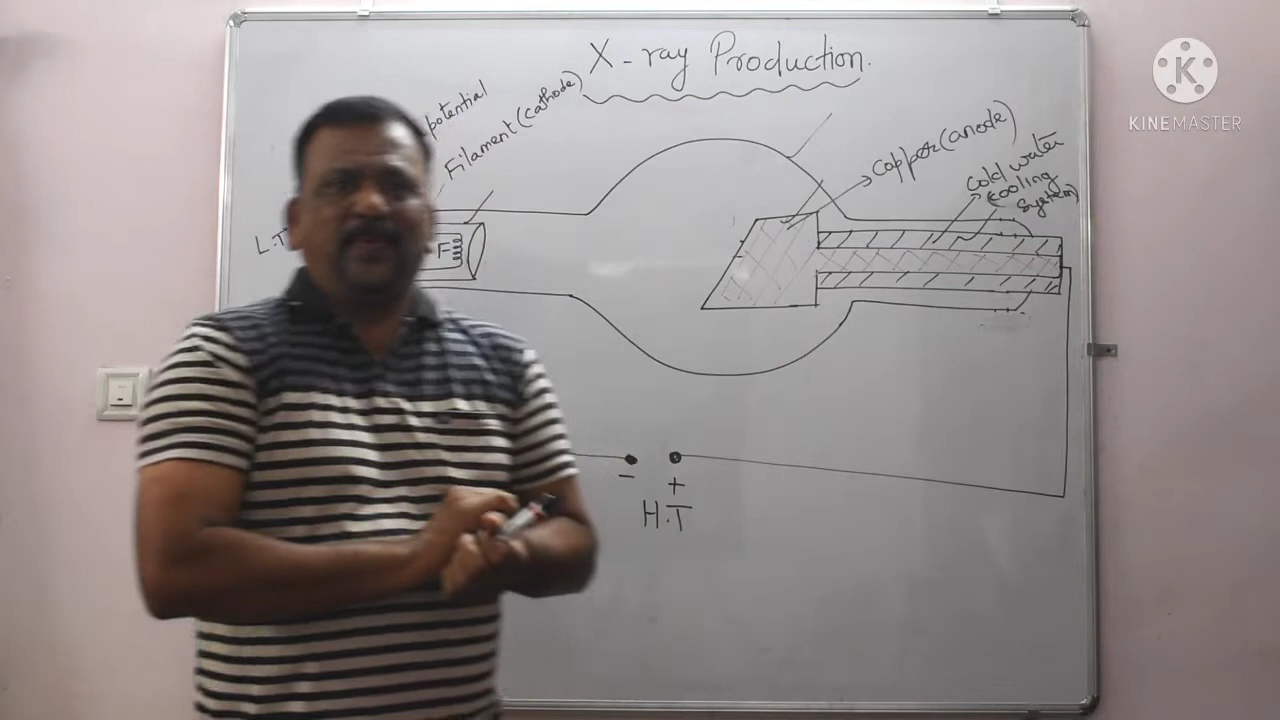 X-ray Production.
potential
Filament (cathode)
copper (anode)
cold water
(cooling
system)
L.T
F
-
+
H.T
K
KINEMASTER